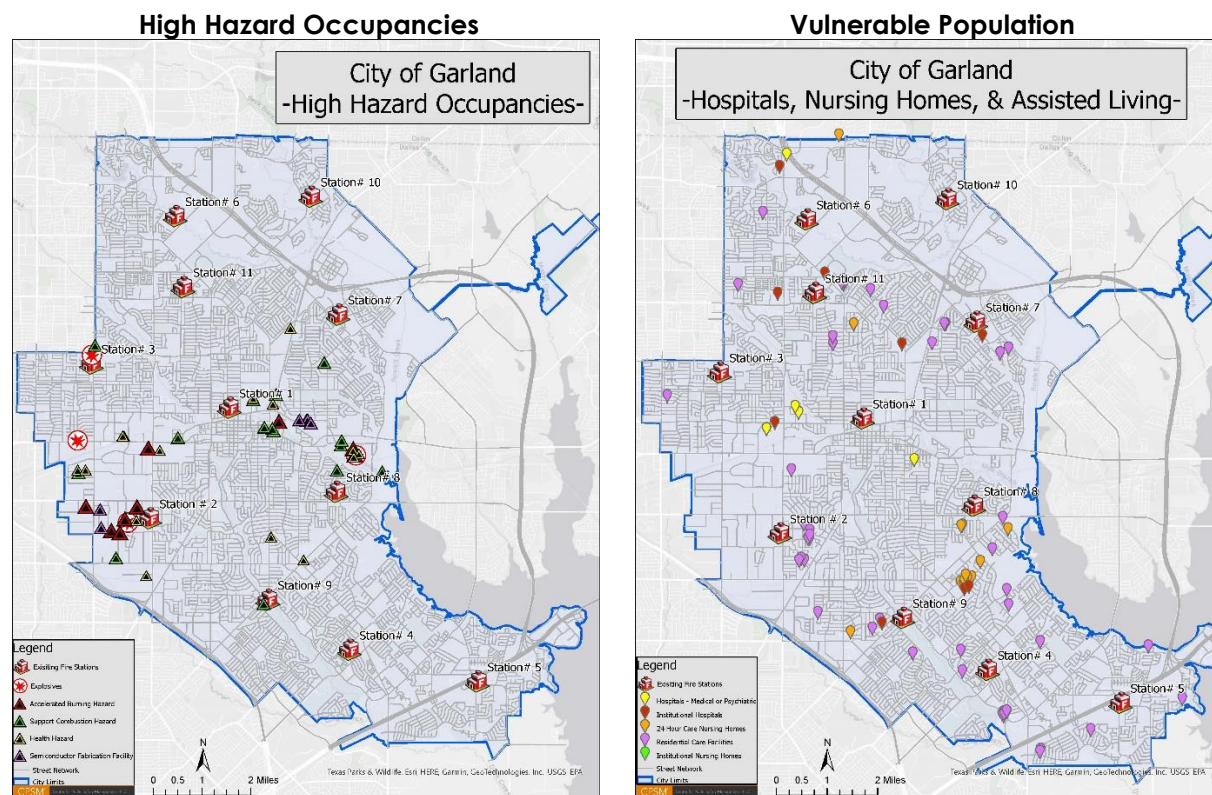 High Hazard Occupancies
City of Garland
-High Hazard Occupancies-
Station# 10
Station# 6
Station# 11
Station# 7
Station# 3
Station# 1
Station# 8
Station # 2
Station# 9
Station# 4
Station# 5
Legend
Existing Fire Stations
Explosives
Accelerated Burning Hazard
Support Combustion Hazard
Health Hazard
Semiconductor Fabrication Facility
Street Network
City Limits
CPSM
N
0 0.5 1 2 Miles
Texas Parks & Wildlife, Esri, HERE, Garmin, GeoTechnologies, Inc. USGS, EPA
Vulnerable Population
City of Garland
-Hospitals, Nursing Homes, & Assisted Living-
Station# 10
Station# 6
Station# 11
Station# 7
Station# 3
Station# 1
Station# 8
Station # 2
Station# 9
Station# 4
Station# 5
Legend
Existing Fire Stations
Hospitals - Medical or Psychiatric
Institutional Hospitals
24 Hour Care Nursing Homes
Residential Care Facilities
Institutional Nursing Homes
Street Network
City Limits
CPSM
N
0 0.5 1 2 Miles
Texas Parks & Wildlife, Esri, HERE, Garmin, GeoTechnologies, Inc. USGS, EPA